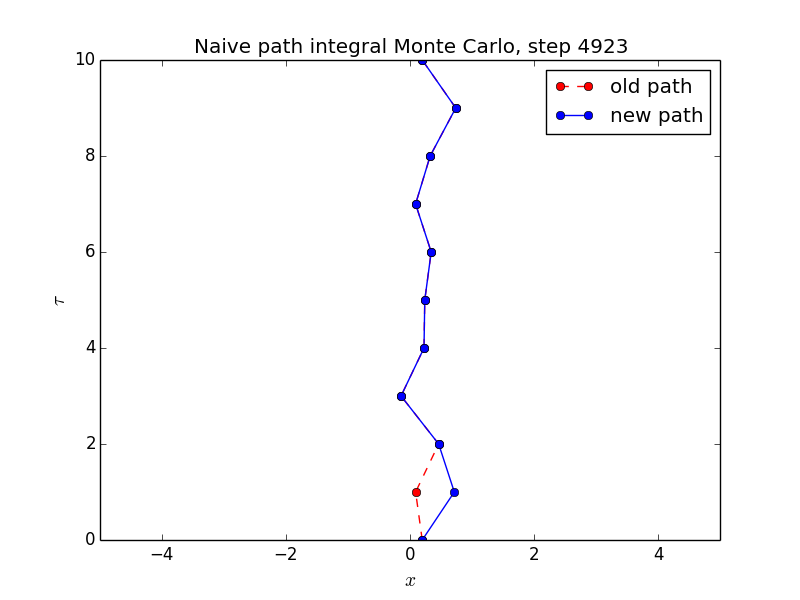 Naive path integral Monte Carlo, step 4923
old path
new path
10
8
6
4
2
0
τ
−4 −2 0 2 4
x